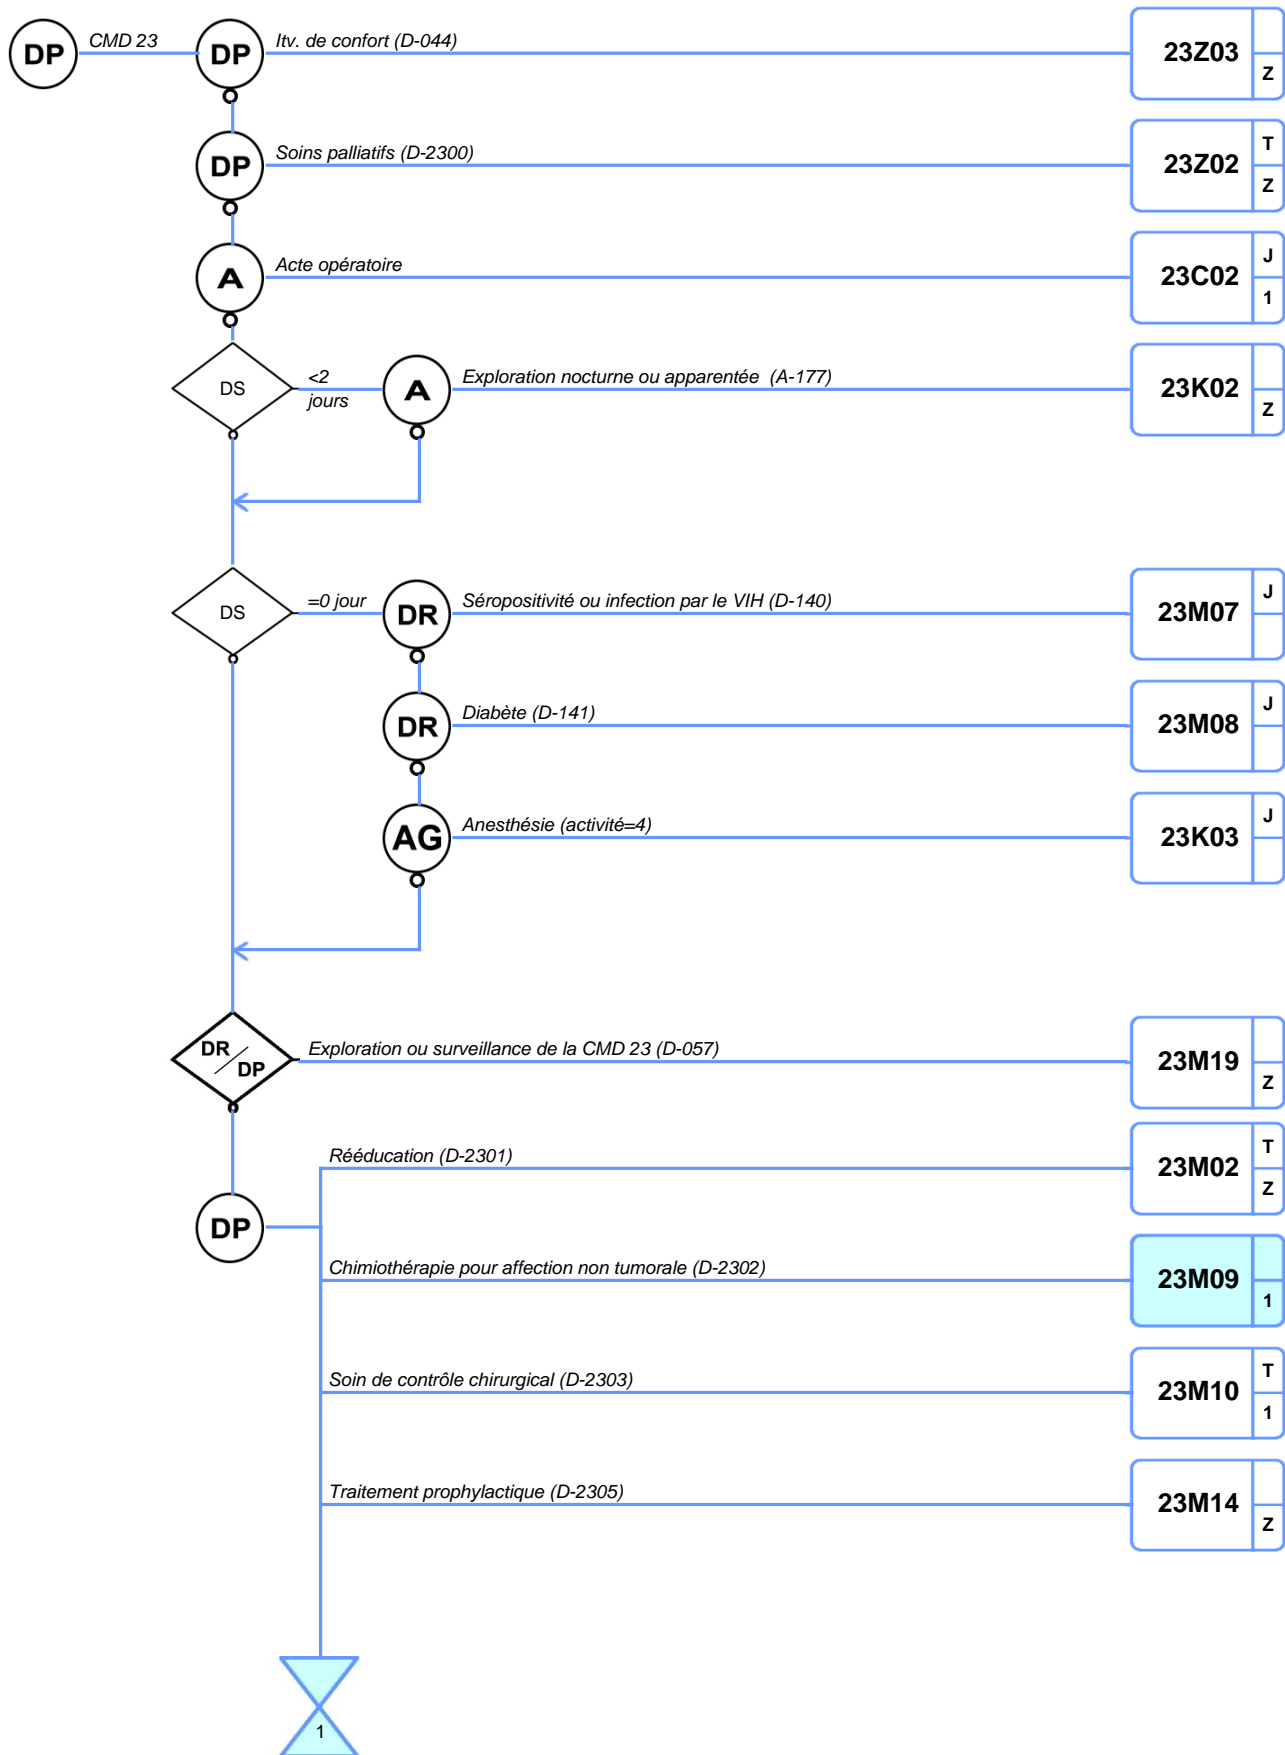 DP CMD 23 DP Itv. de confort (D-044) 23Z03 Z
DP Soins palliatifs (D-2300) 23Z02 T Z
A Acte opératoire 23C02 J 1
DS <2 jours A Exploration nocturne ou apparentée (A-177) 23K02 Z
DS =0 jour DR Séropositivité ou infection par le VIH (D-140) 23M07 J
DR Diabète (D-141) 23M08 J
AG Anesthésie (activité=4) 23K03 J
DR / DP Exploration ou surveillance de la CMD 23 (D-057) 23M19 Z
Rééducation (D-2301) 23M02 T Z
DP
Chimiothérapie pour affection non tumorale (D-2302) 23M09 1
Soin de contrôle chirurgical (D-2303) 23M10 T 1
Traitement prophylactique (D-2305) 23M14 Z
1